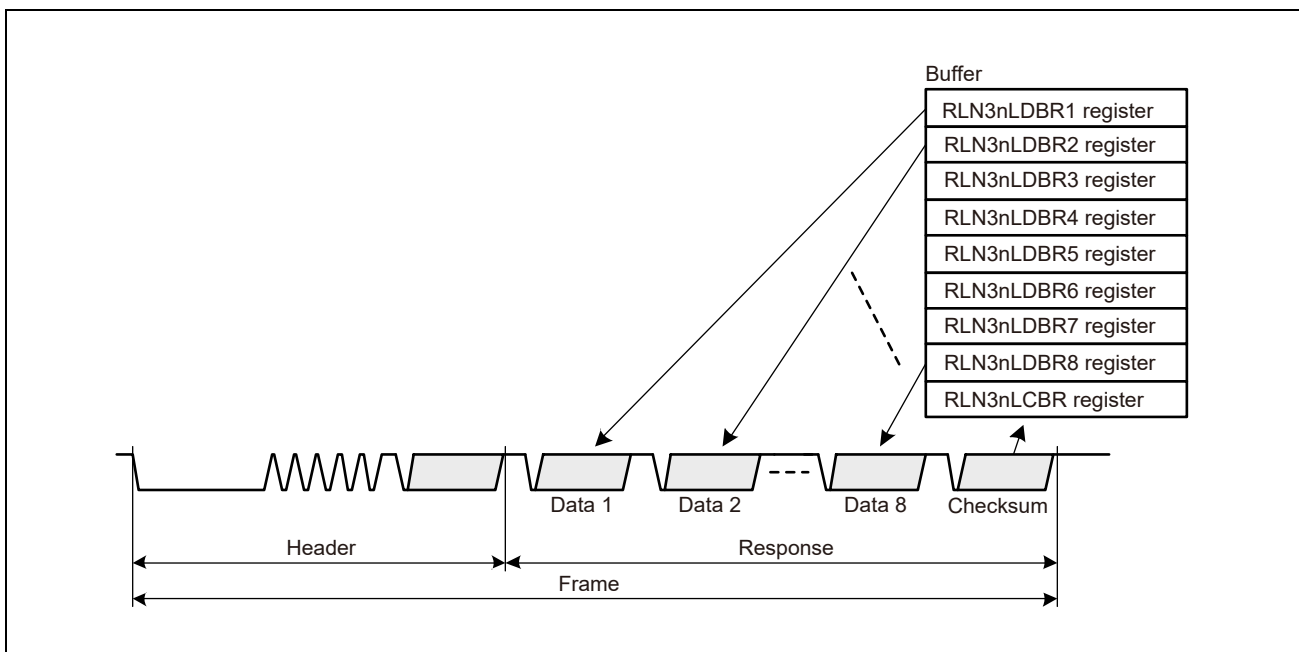 Buffer
RLN3nLDBR1 register
RLN3nLDBR2 register
RLN3nLDBR3 register
RLN3nLDBR4 register
RLN3nLDBR5 register
RLN3nLDBR6 register
RLN3nLDBR7 register
RLN3nLDBR8 register
RLN3nLCBR register
Data 1
Data 2
Data 8
Checksum
Header
Response
Frame